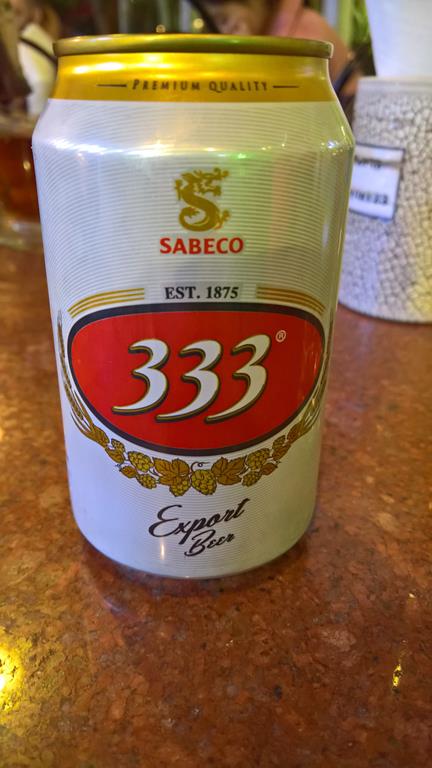 PREMIUM QUALITY
SABECO
EST. 1875
333®
Export
Beer